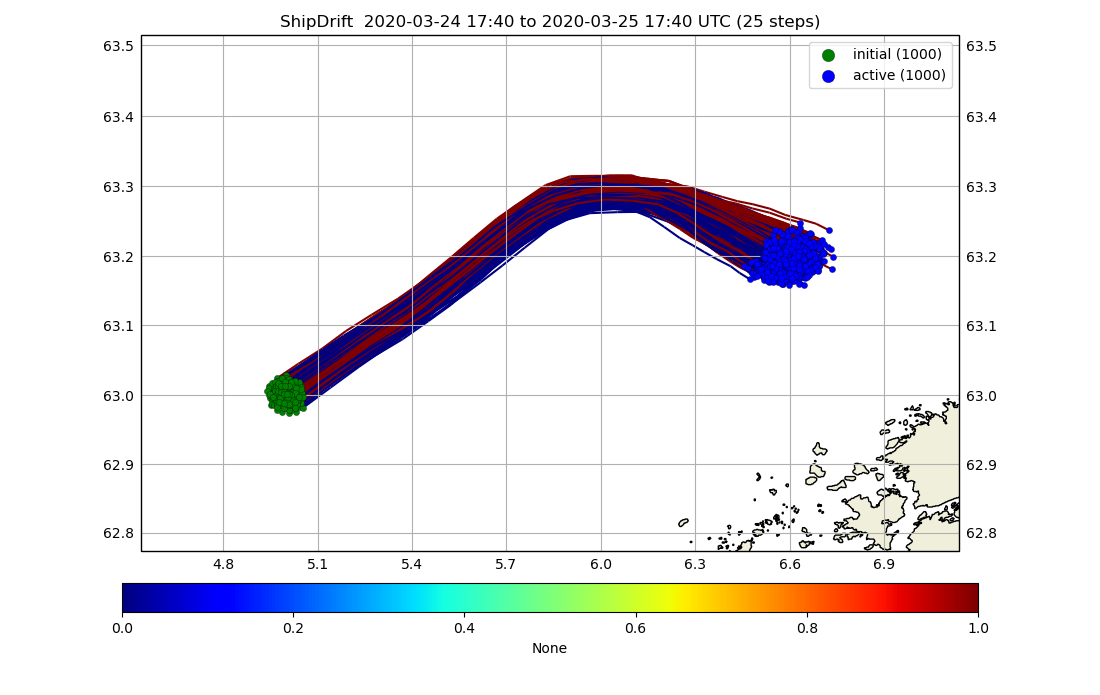 ShipDrift  2020-03-24 17:40 to 2020-03-25 17:40 UTC (25 steps)
initial (1000)
active (1000)
63.5 63.5
63.4 63.4
63.3 63.3
63.2 63.2
63.1 63.1
63.0 63.0
62.9 62.9
62.8 62.8
4.8 5.1 5.4 5.7 6.0 6.3 6.6 6.9
0.0 0.2 0.4 0.6 0.8 1.0
None